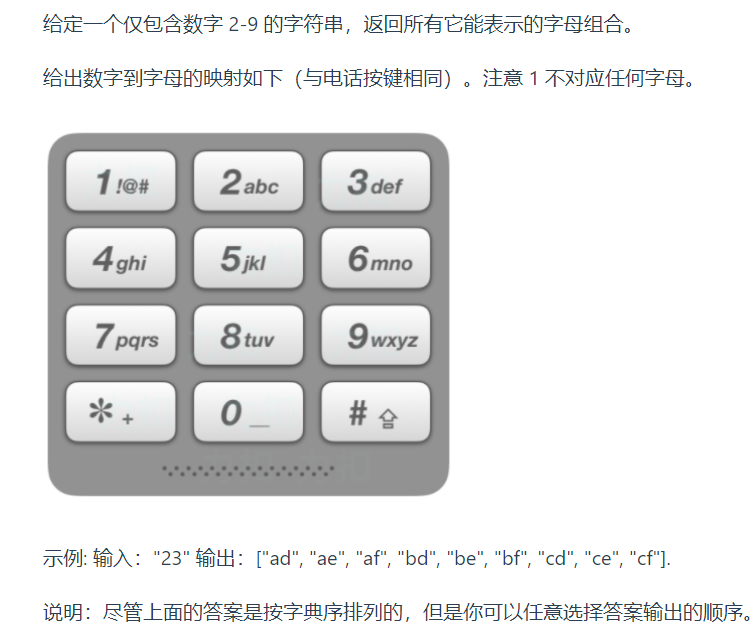 给定一个仅包含数字 2-9 的字符串，返回所有它能表示的字母组合。
给出数字到字母的映射如下（与电话按键相同）。注意 1 不对应任何字母。
1 !@# 2 abc 3 def
4 ghi 5 jkl 6 mno
7 pqrs 8 tuv 9 wxyz
* + 0 _ # ⇧
示例: 输入："23" 输出：["ad", "ae", "af", "bd", "be", "bf", "cd", "ce", "cf"].
说明：尽管上面的答案是按字典序排列的，但是你可以任意选择答案输出的顺序。